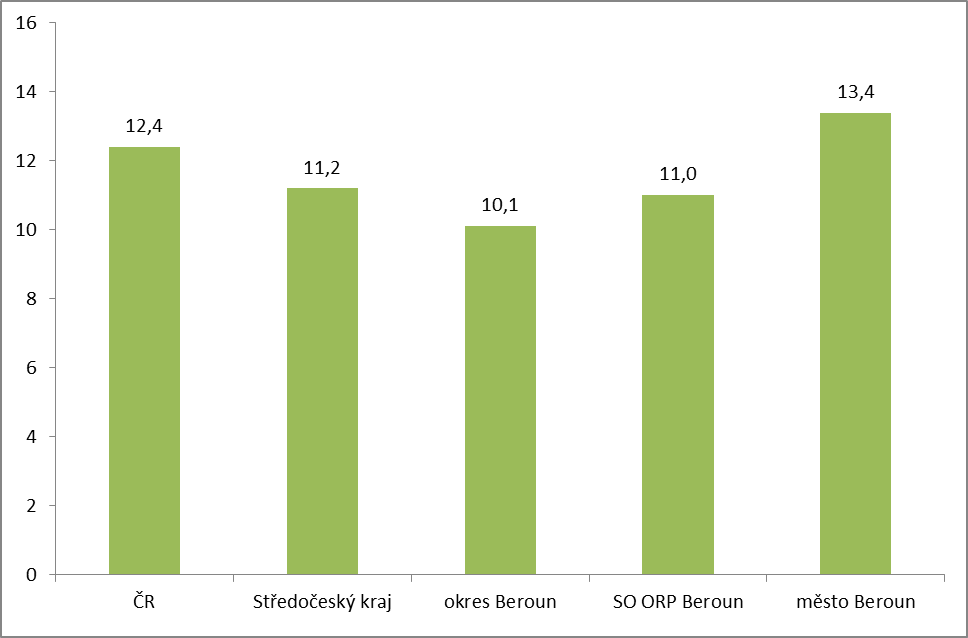 16
14
12
10
8
6
4
2
0
12,4
11,2
10,1
11,0
13,4
ČR
Středočeský kraj
okres Beroun
SO ORP Beroun
město Beroun